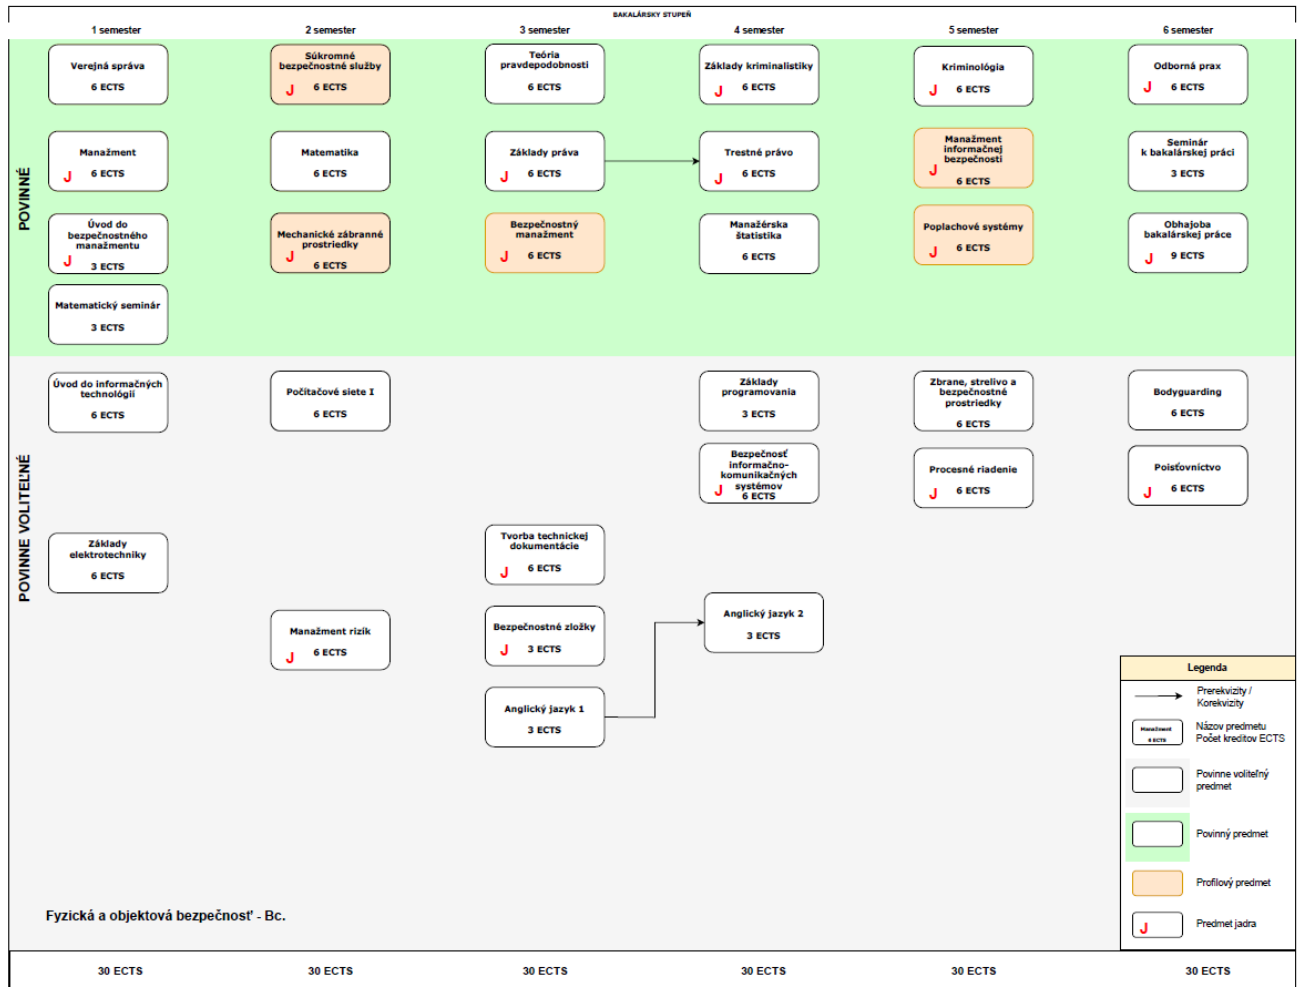 BAKALÁRSKY STUPEŇ
1 semester
2 semester
3 semester
4 semester
5 semester
6 semester
POVINNÉ
Verejná správa
6 ECTS
Súkromné
bezpečnostné služby
J
6 ECTS
Teória
pravdepodobnosti
6 ECTS
Základy kriminalistiky
J
6 ECTS
Kriminológia
J
6 ECTS
Odborná prax
J
6 ECTS
Manažment
J
6 ECTS
Matematika
6 ECTS
Základy práva
J
6 ECTS
Trestné právo
J
6 ECTS
Manažment
informačnej
bezpečnosti
J
6 ECTS
Seminár
k bakalárskej práci
3 ECTS
Úvod do
bezpečnostného
manažmentu
J
3 ECTS
Mechanické zábranné
prostriedky
J
6 ECTS
Bezpečnostný
manažment
J
6 ECTS
Manažérska
štatistika
6 ECTS
Poplachové systémy
J
6 ECTS
Obhajoba
bakalárskej práce
J
9 ECTS
Matematický seminár
3 ECTS
POVINNE VOLITEĽNÉ
Úvod do informačných
technológií
6 ECTS
Počítačové siete I
6 ECTS
Základy
programovania
3 ECTS
Zbrane, strelivo a
bezpečnostné
prostriedky
6 ECTS
Bodyguarding
6 ECTS
Bezpečnosť
informačno-
komunikačných
systémov
J
6 ECTS
Procesné riadenie
J
6 ECTS
Poisťovníctvo
J
6 ECTS
Základy
elektrotechniky
6 ECTS
Tvorba technickej
dokumentácie
J
6 ECTS
Manažment rizík
J
6 ECTS
Bezpečnostné zložky
J
3 ECTS
Anglický jazyk 2
3 ECTS
Anglický jazyk 1
3 ECTS
Legenda
Prerekvizity /
Korekvizity
Manažment
6 ECTS
Názov predmetu
Počet kreditov ECTS
Povinne voliteľný
predmet
Povinný predmet
Profilový predmet
J
Predmet jadra
Fyzická a objektová bezpečnosť - Bc.
30 ECTS
30 ECTS
30 ECTS
30 ECTS
30 ECTS
30 ECTS